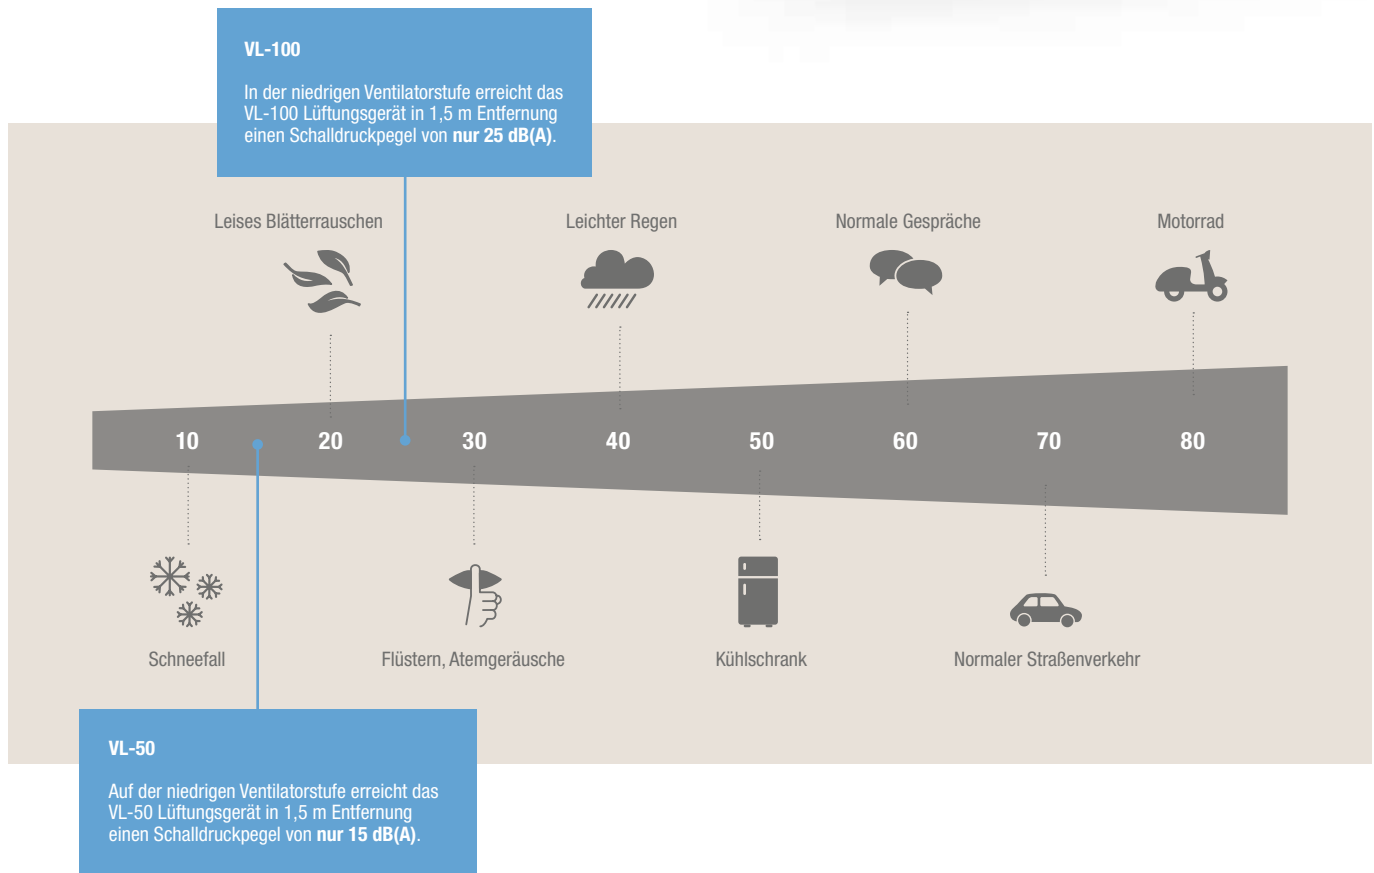 VL-100
In der niedrigen Ventilatorstufe erreicht das
VL-100 Lüftungsgerät in 1,5 m Entfernung
einen Schalldruckpegel von nur 25 dB(A).
Leises Blätterrauschen
Leichter Regen
Normale Gespräche
Motorrad
10
20
30
40
50
60
70
80
Schneefall
Flüstern, Atemgeräusche
Kühlschrank
Normaler Straßenverkehr
VL-50
Auf der niedrigen Ventilatorstufe erreicht das
VL-50 Lüftungsgerät in 1,5 m Entfernung
einen Schalldruckpegel von nur 15 dB(A).